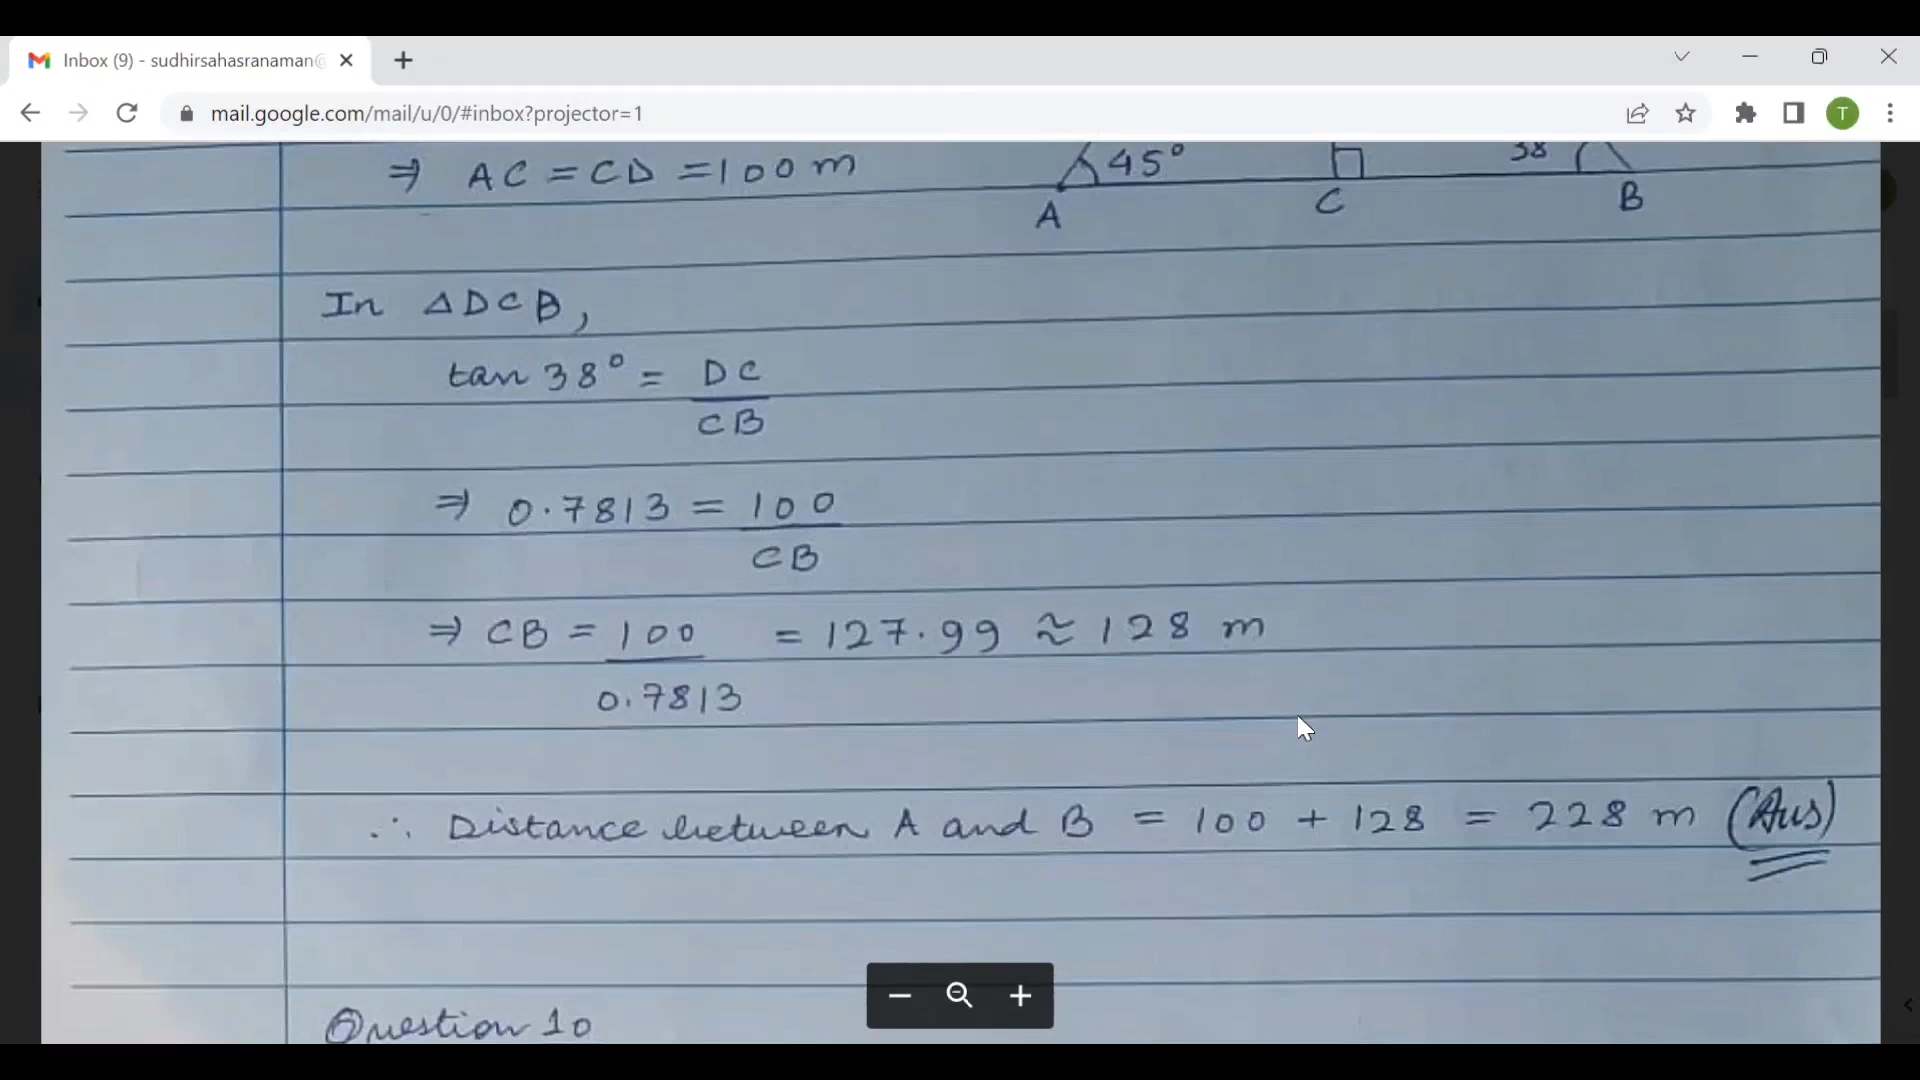 Inbox (9) - sudhirsahasranaman@
mail.google.com/mail/u/0/#inbox?projector=1
T
⇒ AC = CD = 100 m
45°
38
A
C
B
In ΔDCB,
tan 38° = DC
CB
⇒ 0.7813 = 100
CB
⇒ CB = 100 = 127.99 ≈ 128 m
0.7813
∴ Distance between A and B = 100 + 128 = 228 m (Ans)
Question 10